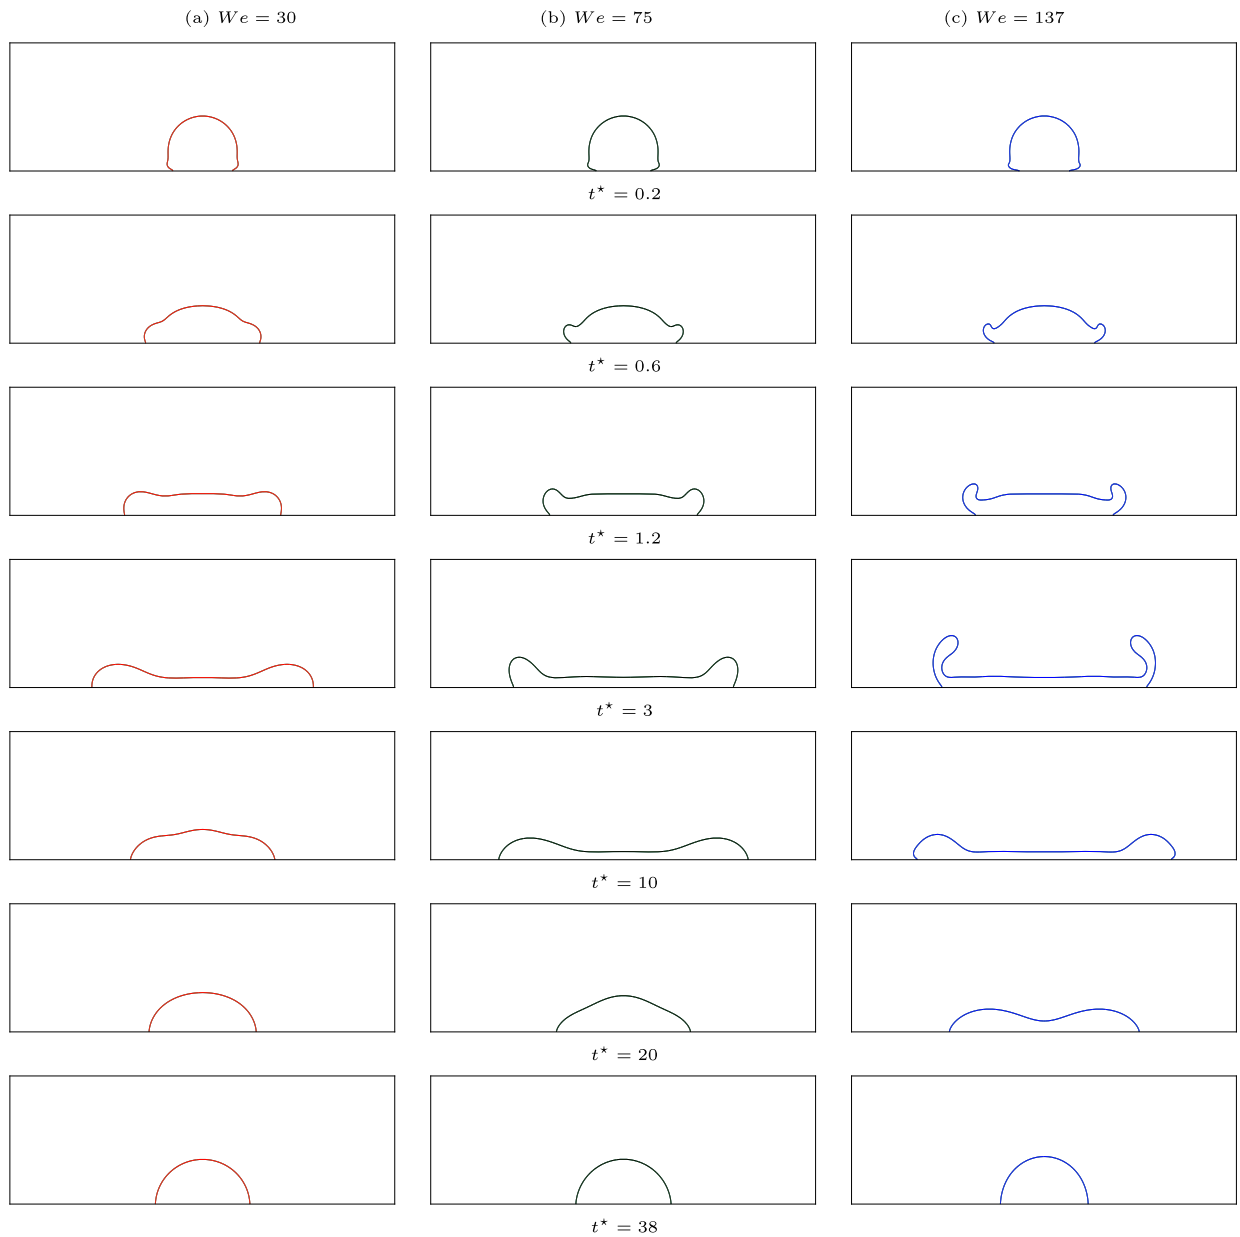 (a) We = 30 (b) We = 75 (c) We = 137
t⋆ = 0.2
t⋆ = 0.6
t⋆ = 1.2
t⋆ = 3
t⋆ = 10
t⋆ = 20
t⋆ = 38